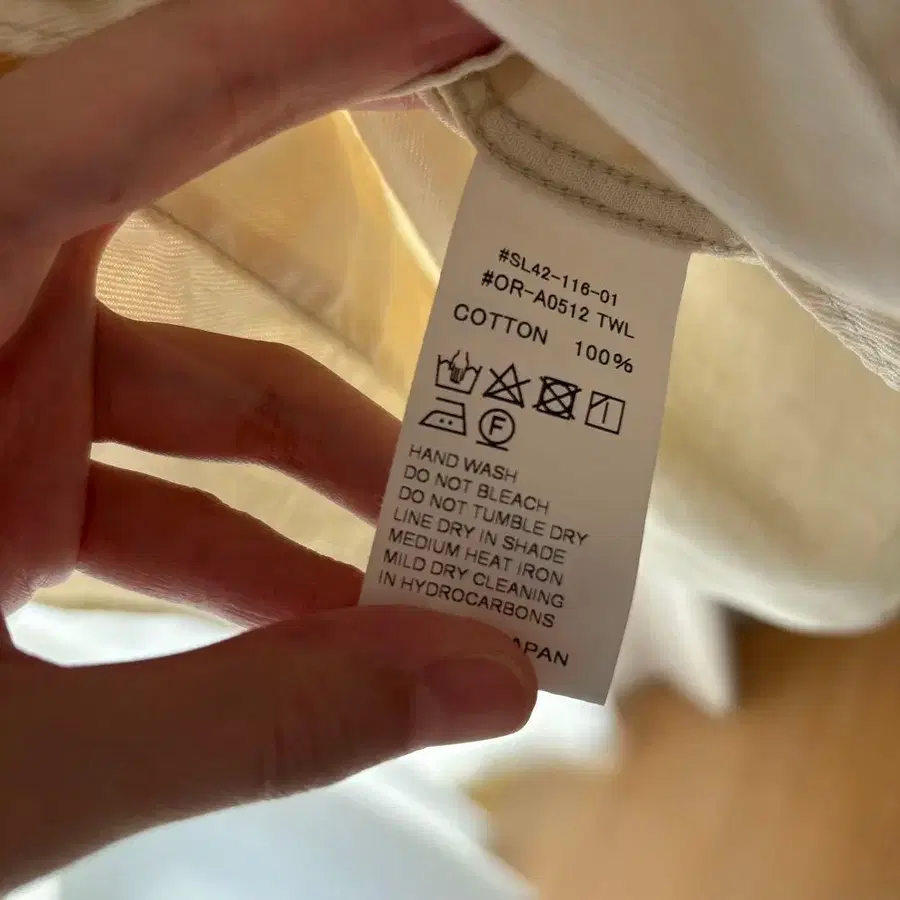 #SL42-116-01
#OR-A0512 TWL
COTTON 100%
F
HAND WASH
DO NOT BLEACH
DO NOT TUMBLE DRY
LINE DRY IN SHADE
MEDIUM HEAT IRON
MILD DRY CLEANING
IN HYDROCARBONS
APAN